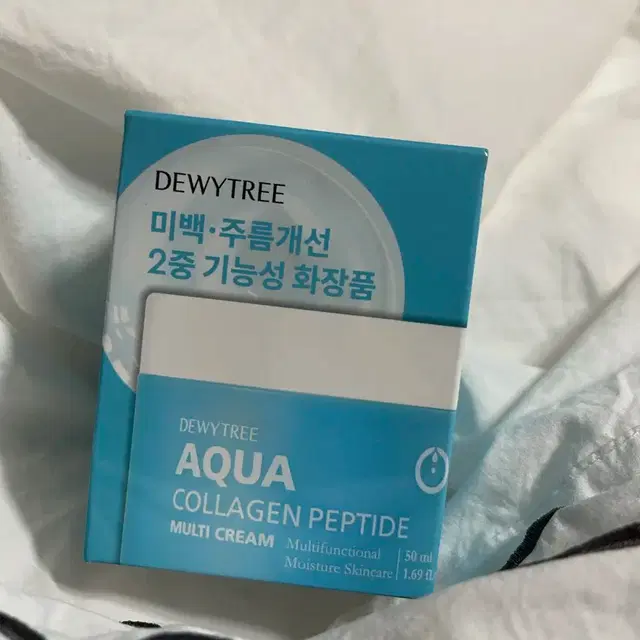 DEWYTREE
미백·주름개선
2중 기능성 화장품
DEWYTREE
AQUA
COLLAGEN PEPTIDE
MULTI CREAM
Multifunctional
Moisture Skincare
50 ml
1.69 fl